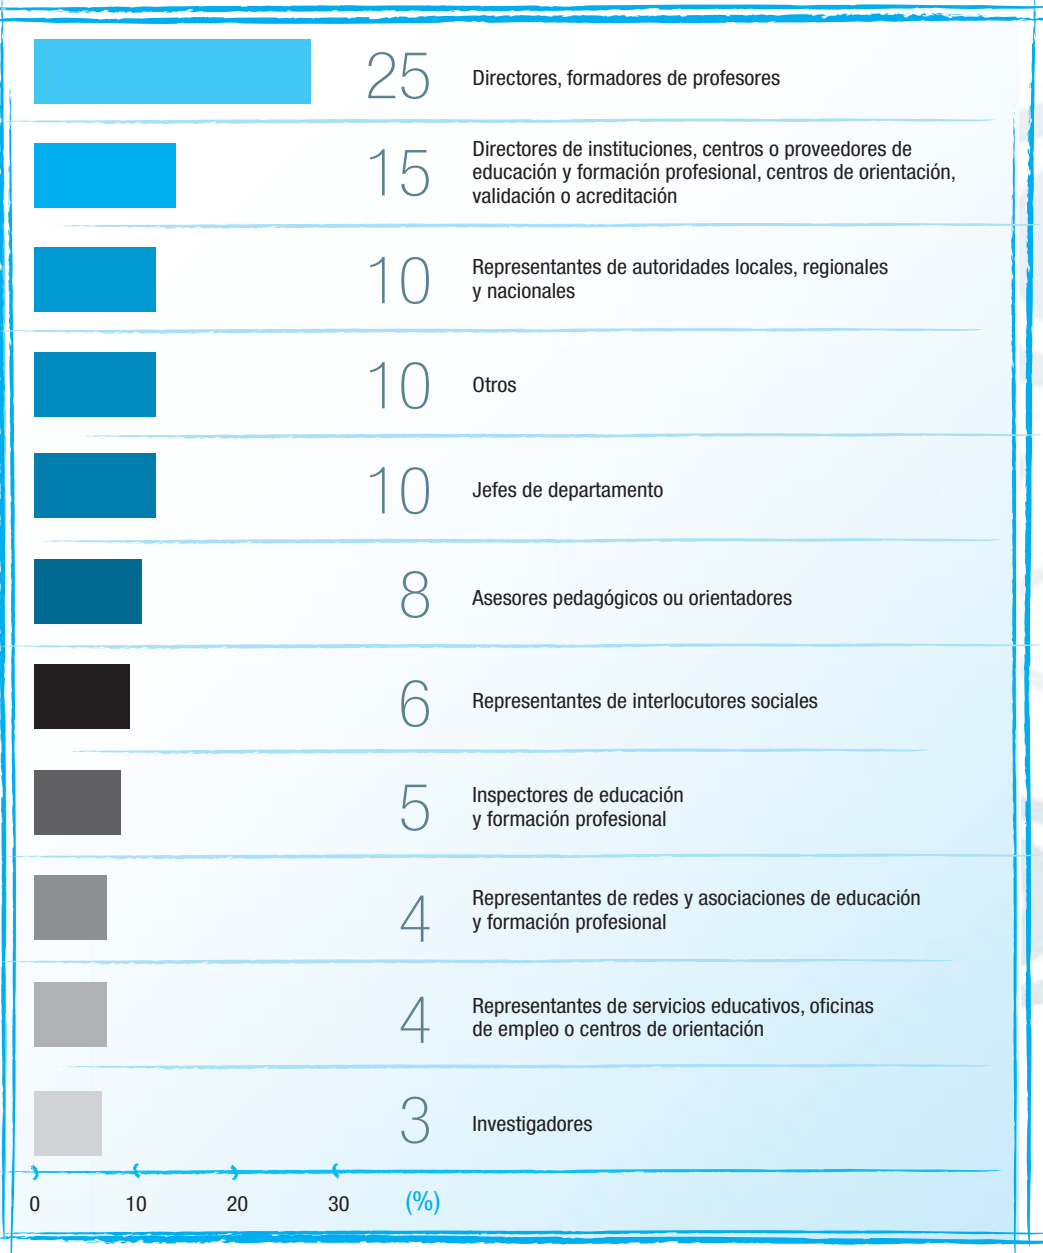 25
Directores, formadores de profesores
15
Directores de instituciones, centros o proveedores de
educación y formación profesional, centros de orientación,
validación o acreditación
10
Representantes de autoridades locales, regionales
y nacionales
10
Otros
10
Jefes de departamento
8
Asesores pedagógicos ou orientadores
6
Representantes de interlocutores sociales
5
Inspectores de educación
y formación profesional
4
Representantes de redes y asociaciones de educación
y formación profesional
4
Representantes de servicios educativos, oficinas
de empleo o centros de orientación
3
Investigadores
0 10 20 30 (%)